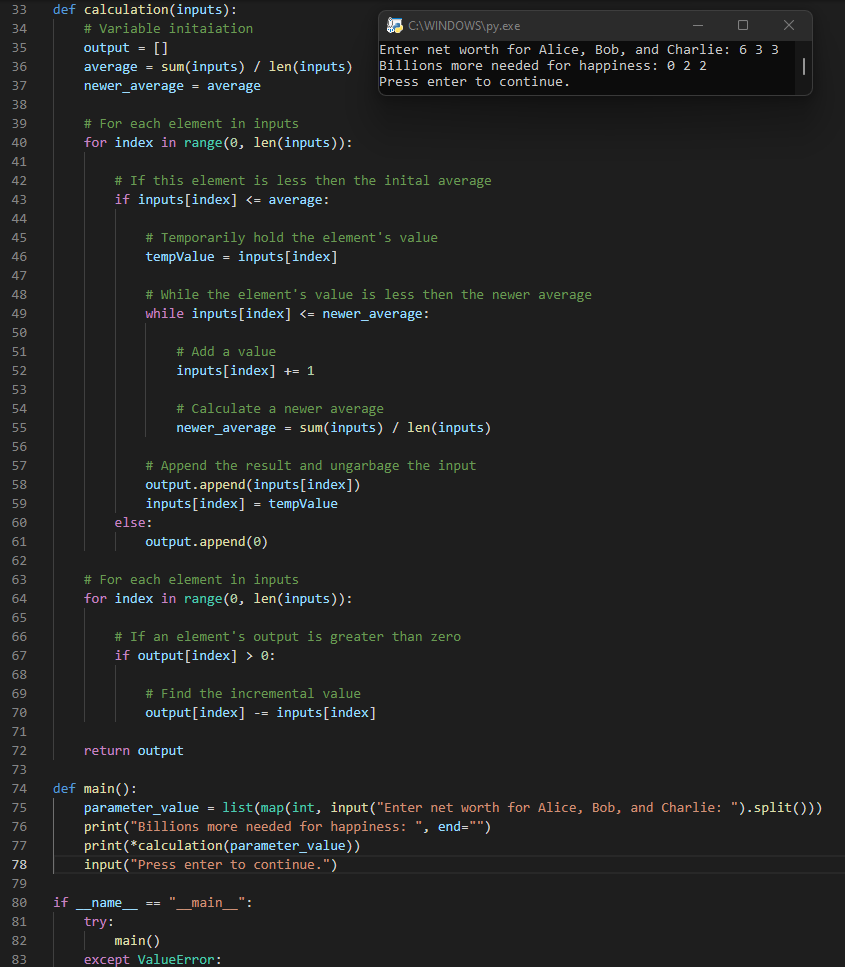 33 def calculation(inputs):
34 # Variable initaiation
35 output = []
36 average = sum(inputs) / len(inputs)
37 newer_average = average
38
39 # For each element in inputs
40 for index in range(0, len(inputs)):
41
42 # If this element is less then the inital average
43 if inputs[index] <= average:
44
45 # Temporarily hold the element's value
46 tempValue = inputs[index]
47
48 # While the element's value is less then the newer average
49 while inputs[index] <= newer_average:
50
51 # Add a value
52 inputs[index] += 1
53
54 # Calculate a newer average
55 newer_average = sum(inputs) / len(inputs)
56
57 # Append the result and ungarbage the input
58 output.append(inputs[index])
59 inputs[index] = tempValue
60 else:
61 output.append(0)
62
63 # For each element in inputs
64 for index in range(0, len(inputs)):
65
66 # If an element's output is greater than zero
67 if output[index] > 0:
68
69 # Find the incremental value
70 output[index] -= inputs[index]
71
72 return output
73
74 def main():
75 parameter_value = list(map(int, input("Enter net worth for Alice, Bob, and Charlie: ").split()))
76 print("Billions more needed for happiness: ", end="")
77 print(*calculation(parameter_value))
78 input("Press enter to continue.")
79
80 if __name__ == "__main__":
81 try:
82 main()
83 except ValueError:
C:\WINDOWS\py.exe
Enter net worth for Alice, Bob, and Charlie: 6 3 3
Billions more needed for happiness: 0 2 2
Press enter to continue.